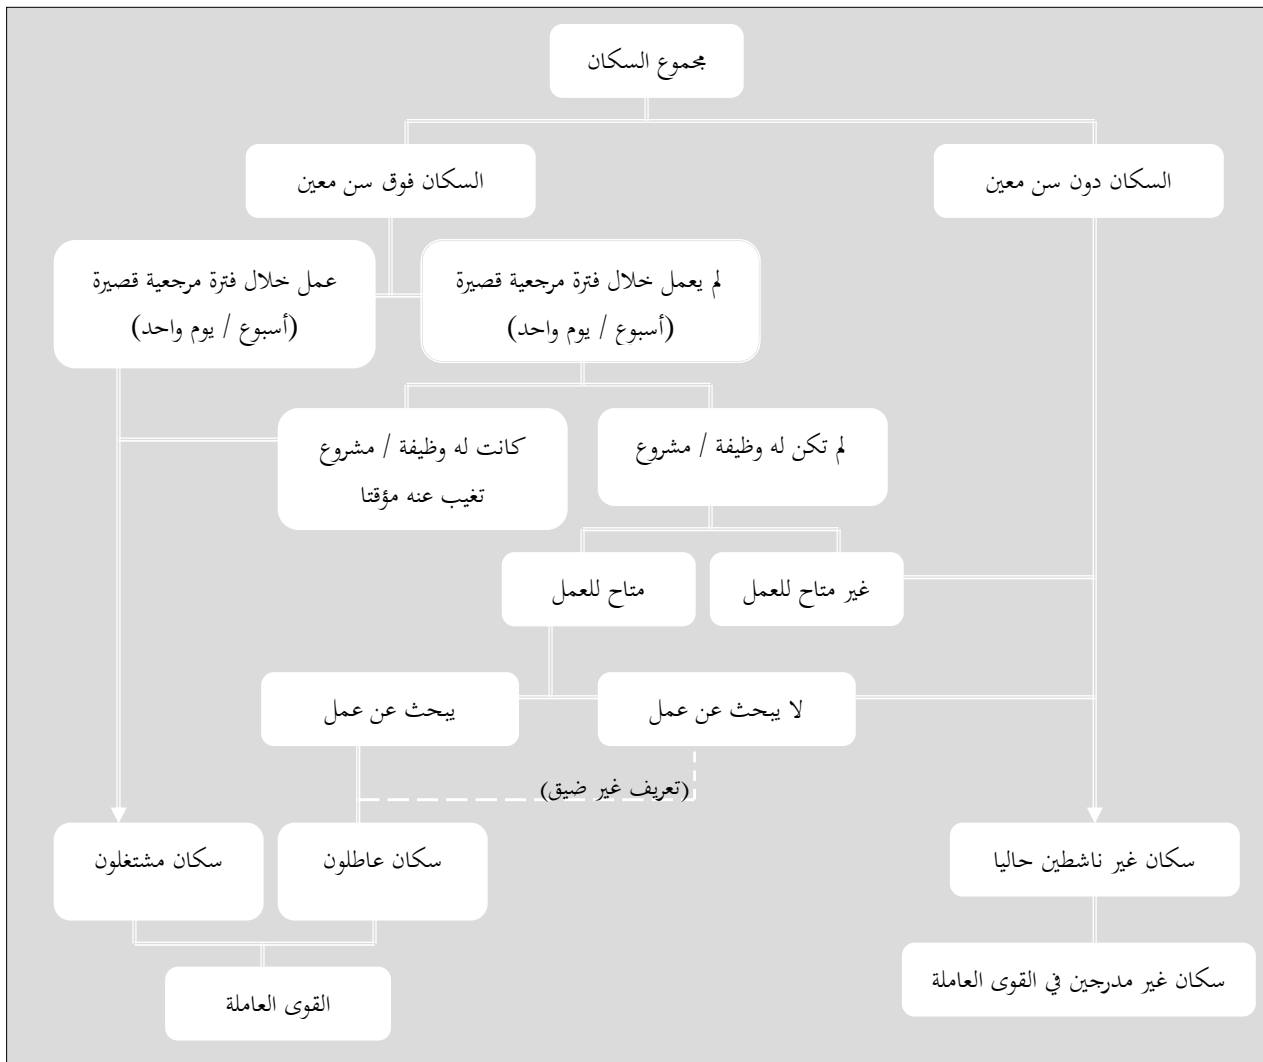 مجموع السكان
السكان دون سن معين
السكان فوق سن معين
لم يعمل خلال فترة مرجعية قصيرة
(أسبوع / يوم واحد)
عمل خلال فترة مرجعية قصيرة
(أسبوع / يوم واحد)
لم تكن له وظيفة / مشروع
كانت له وظيفة / مشروع
تغيب عنه مؤقتا
غير متاح للعمل
متاح للعمل
لا يبحث عن عمل
يبحث عن عمل
(تعريف غير ضيق)
سكان غير ناشطين حاليا
سكان عاطلون
سكان مشتغلون
سكان غير مدرجين في القوى العاملة
القوى العاملة